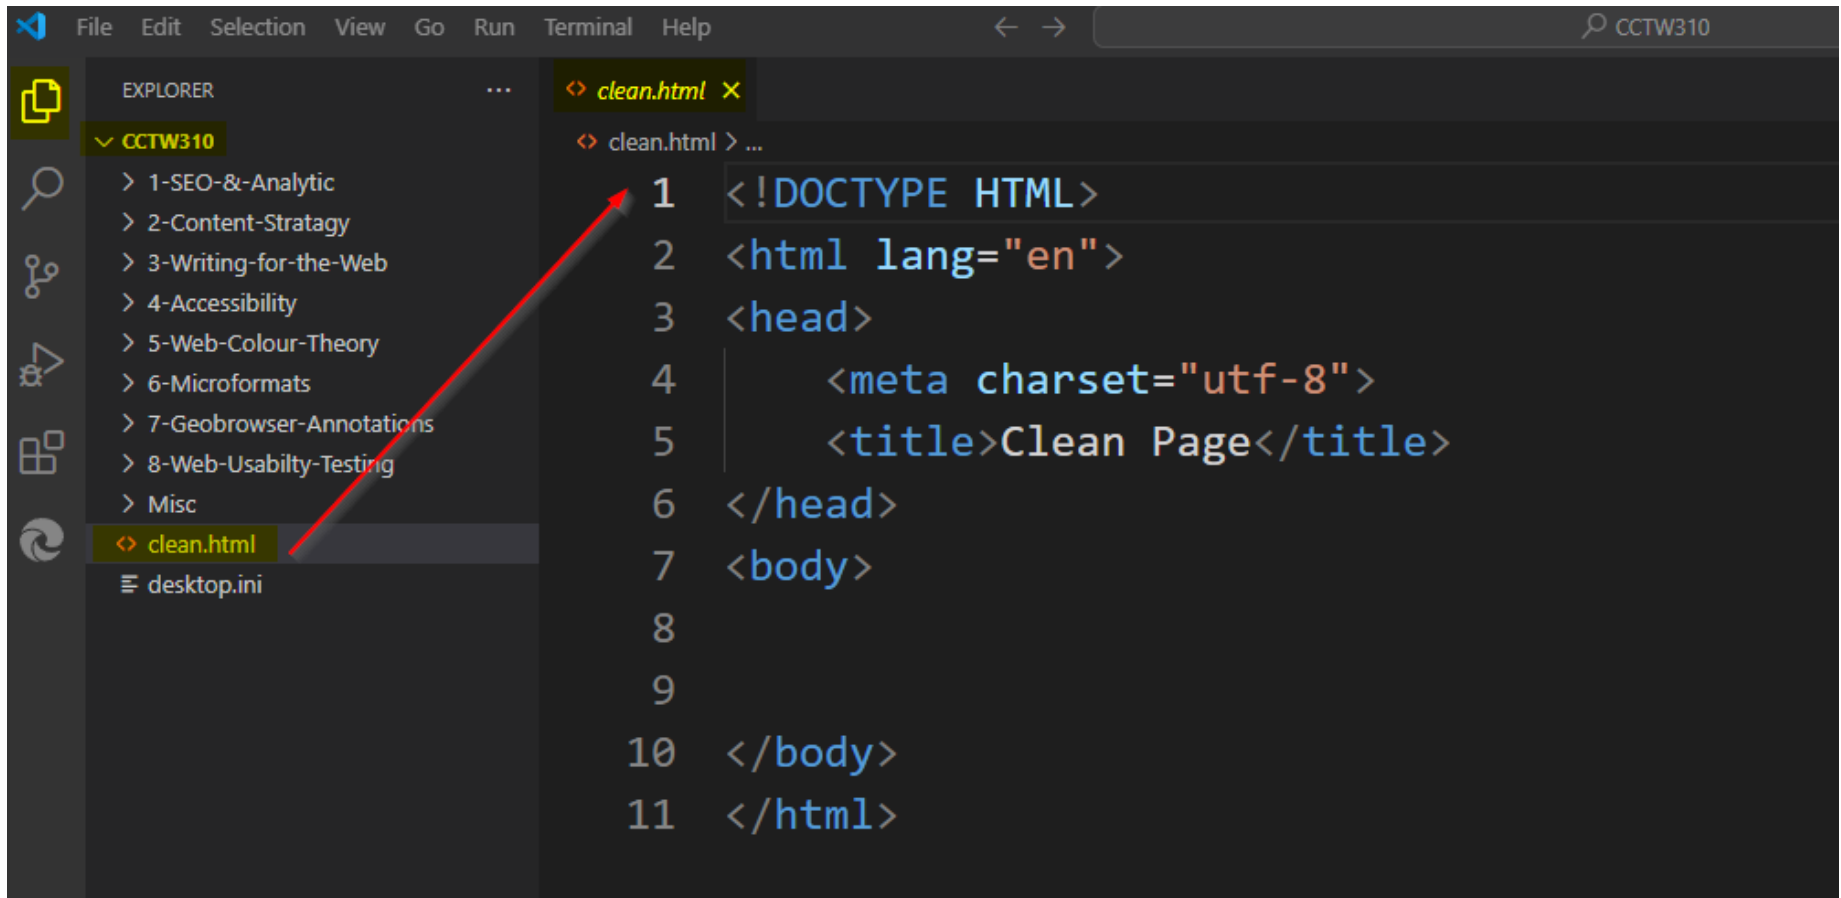 File Edit Selection View Go Run Terminal Help
CCTW310
EXPLORER ...
CCTW310
1-SEO-&-Analytic
2-Content-Stratagy
3-Writing-for-the-Web
4-Accessibility
5-Web-Colour-Theory
6-Microformats
7-Geobrowser-Annotations
8-Web-Usabilty-Testing
Misc
clean.html
desktop.ini
clean.html
clean.html > ...
1 <!DOCTYPE HTML>
2 <html lang="en">
3 <head>
4 <meta charset="utf-8">
5 <title>Clean Page</title>
6 </head>
7 <body>
8
9
10 </body>
11 </html>